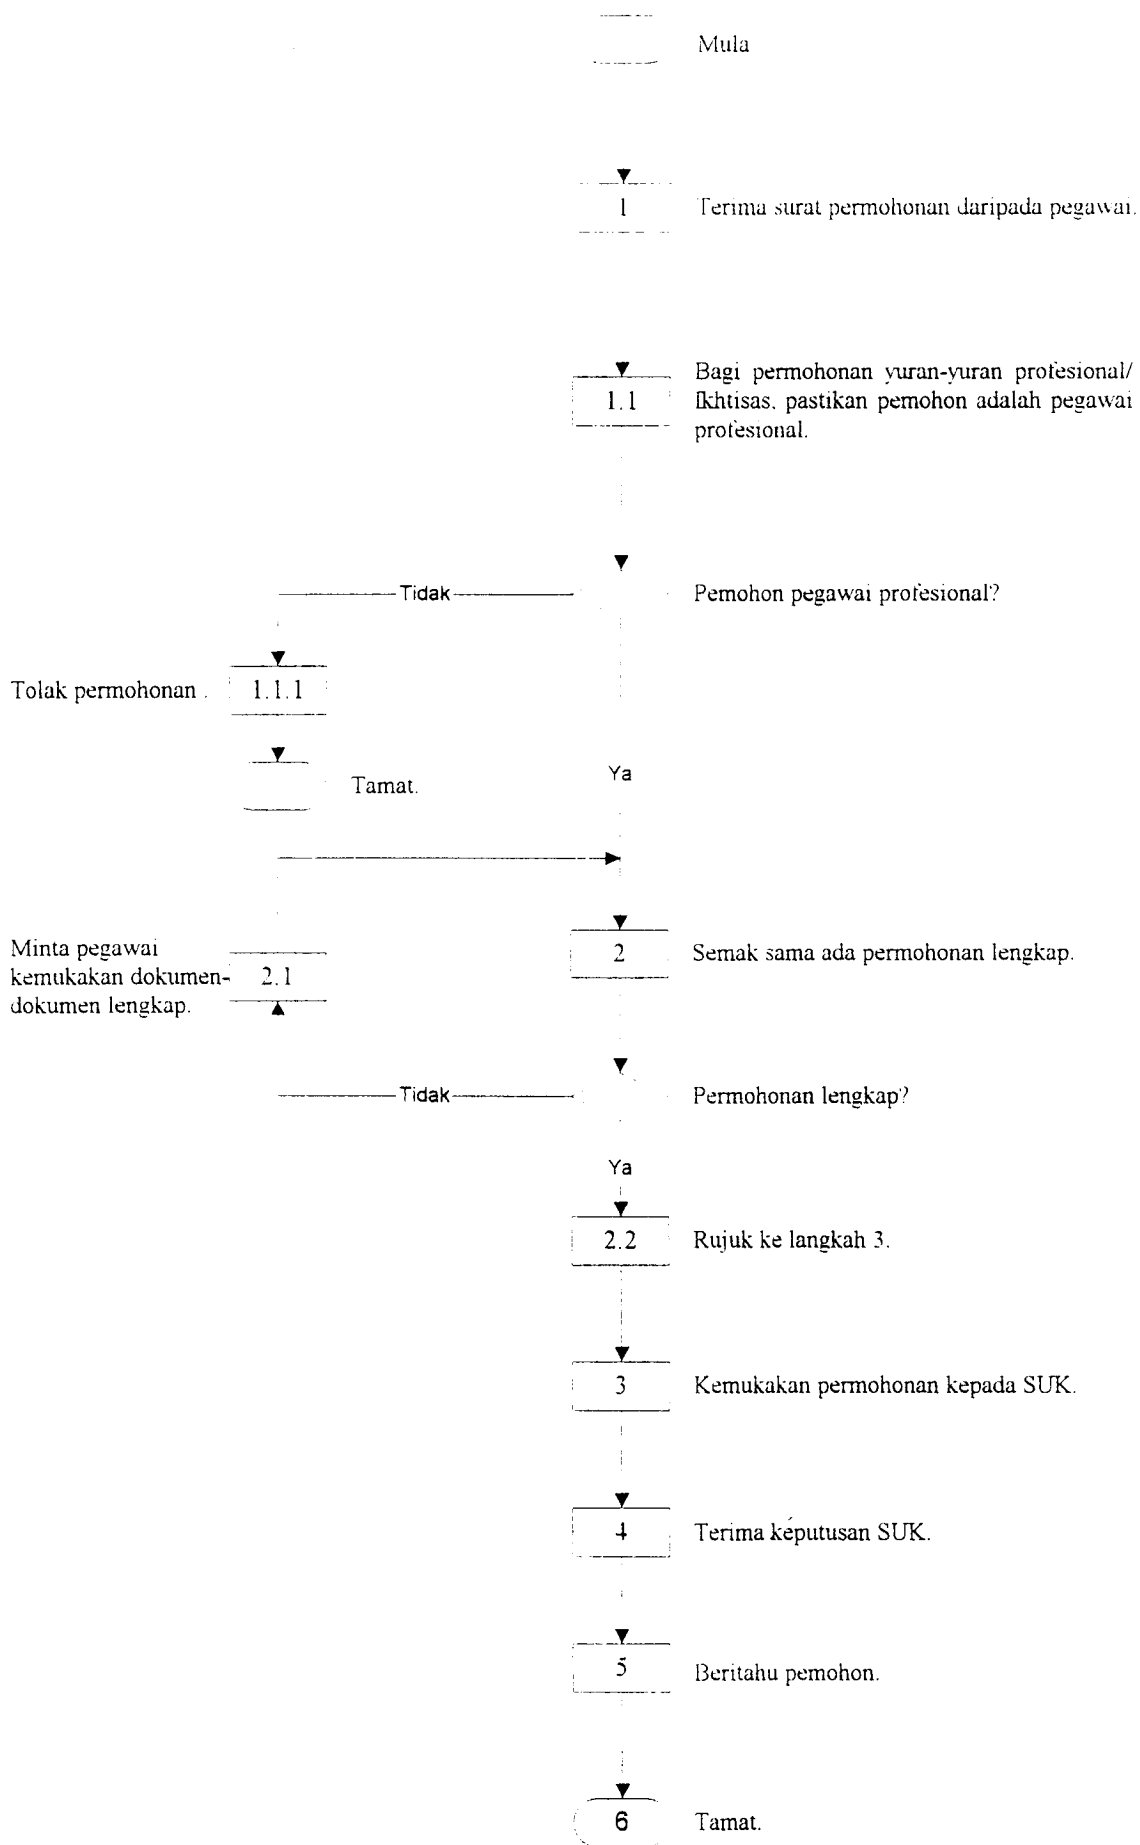 Mula
1
Terima surat permohonan daripada pegawai.
1.1
Bagi permohonan yuran-yuran profesional/
Ikhtisas, pastikan pemohon adalah pegawai
profesional.
Tidak
Pemohon pegawai profesional?
Tolak permohonan .
1.1.1
Tamat.
Ya
Minta pegawai
kemukakan dokumen-
dokumen lengkap.
2.1
2
Semak sama ada permohonan lengkap.
Tidak
Permohonan lengkap?
Ya
2.2
Rujuk ke langkah 3.
3
Kemukakan permohonan kepada SUK.
4
Terima keputusan SUK.
5
Beritahu pemohon.
6
Tamat.